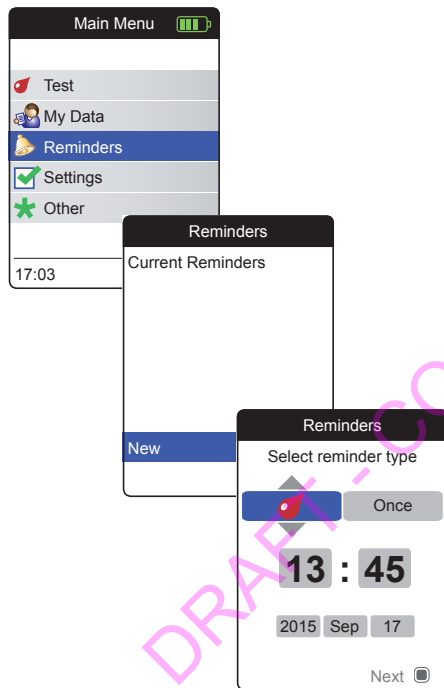 Main Menu
Test
My Data
Reminders
Settings
Other
17:03
Reminders
Current Reminders
New
Reminders
Select reminder type
Once
13 : 45
2015 Sep 17
Next
DRAFT - CO